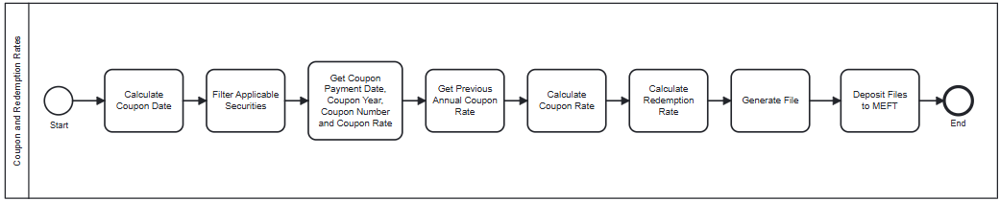 Coupon and Redemption Rates
Start
Calculate
Coupon Date
Filter Applicable
Securities
Get Coupon
Payment Date,
Coupon Year,
Coupon Number
and Coupon Rate
Get Previous
Annual Coupon
Rate
Calculate
Coupon Rate
Calculate
Redemption
Rate
Generate File
Deposit Files
to MEFT
End